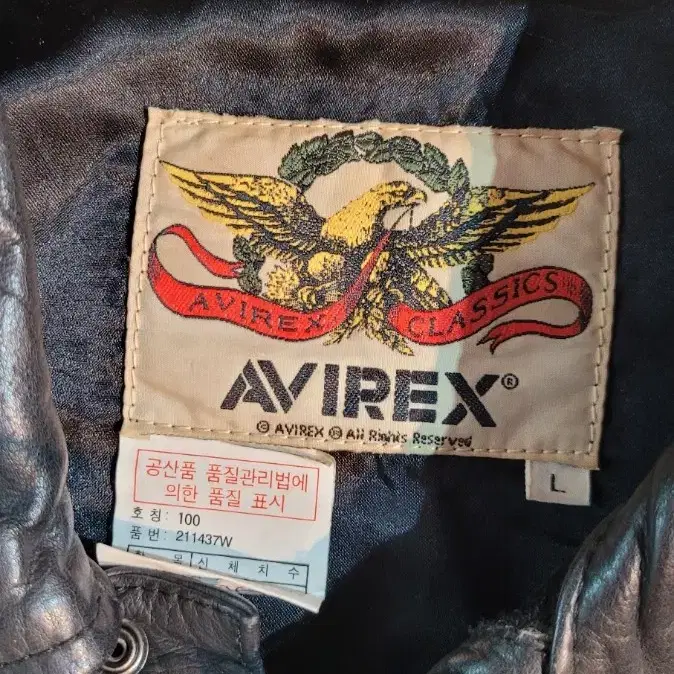 AVIREX CLASSICS
AVIREX®
© AVIREX ® All Rights Reserved
L
공산품 품질관리법에
의한 품질 표시
호 칭 : 100
품 번 : 211437W
목 신 체 치 수